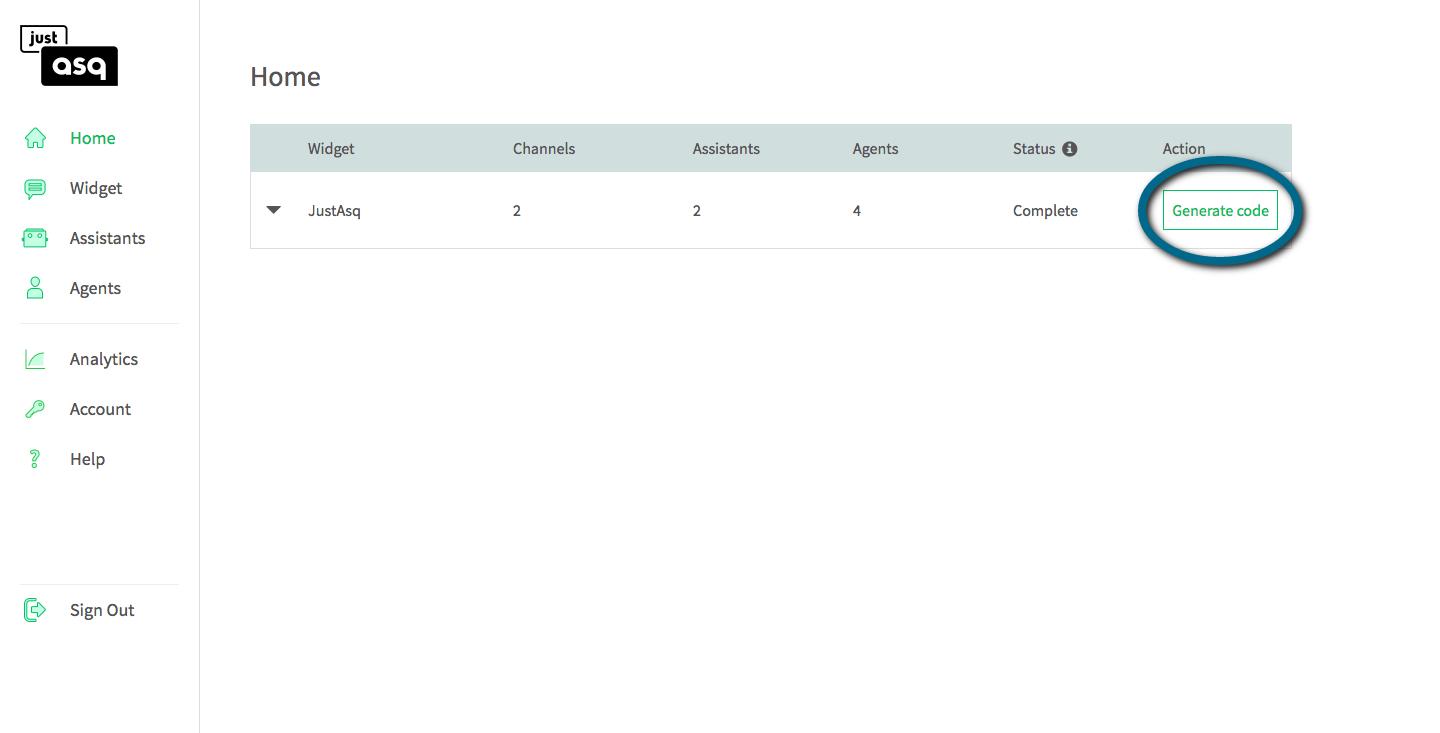 just
asq
Home
Widget
Assistants
Agents
Analytics
Account
Help
Sign Out
Home
Widget Channels Assistants Agents Status Action
JustAsq 2 2 4 Complete Generate code